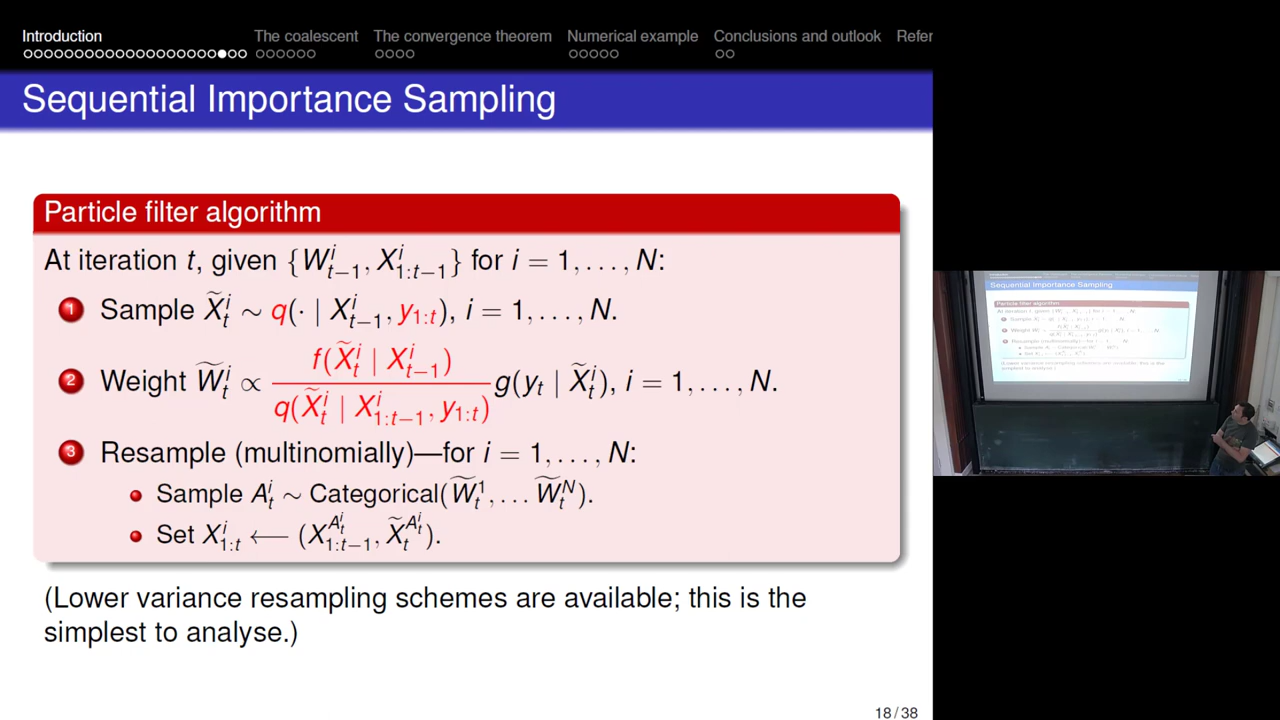 Introduction The coalescent The convergence theorem Numerical example Conclusions and outlook Refer
Sequential Importance Sampling
Particle filter algorithm
At iteration t, given {W^i_{t−1}, X^i_{1:t−1}} for i = 1, . . . , N:
1 Sample X̃^i_t ∼ q(· | X^i_{t−1}, y_{1:t}), i = 1, . . . , N.
2 Weight W̃^i_t ∝ f(X̃^i_t | X^i_{t−1}) / q(X̃^i_t | X^i_{1:t−1}, y_{1:t}) g(y_t | X̃^i_t), i = 1, . . . , N.
3 Resample (multinomially)—for i = 1, . . . , N:
Sample A^i_t ∼ Categorical(W̃^1_t, . . . W̃^N_t).
Set X^i_{1:t} ⟵ (X^{A^i_t}_{1:t−1}, X̃^{A^i_t}_t).
(Lower variance resampling schemes are available; this is the
simplest to analyse.)
18 / 38
Sequential Importance Sampling
Particle filter algorithm